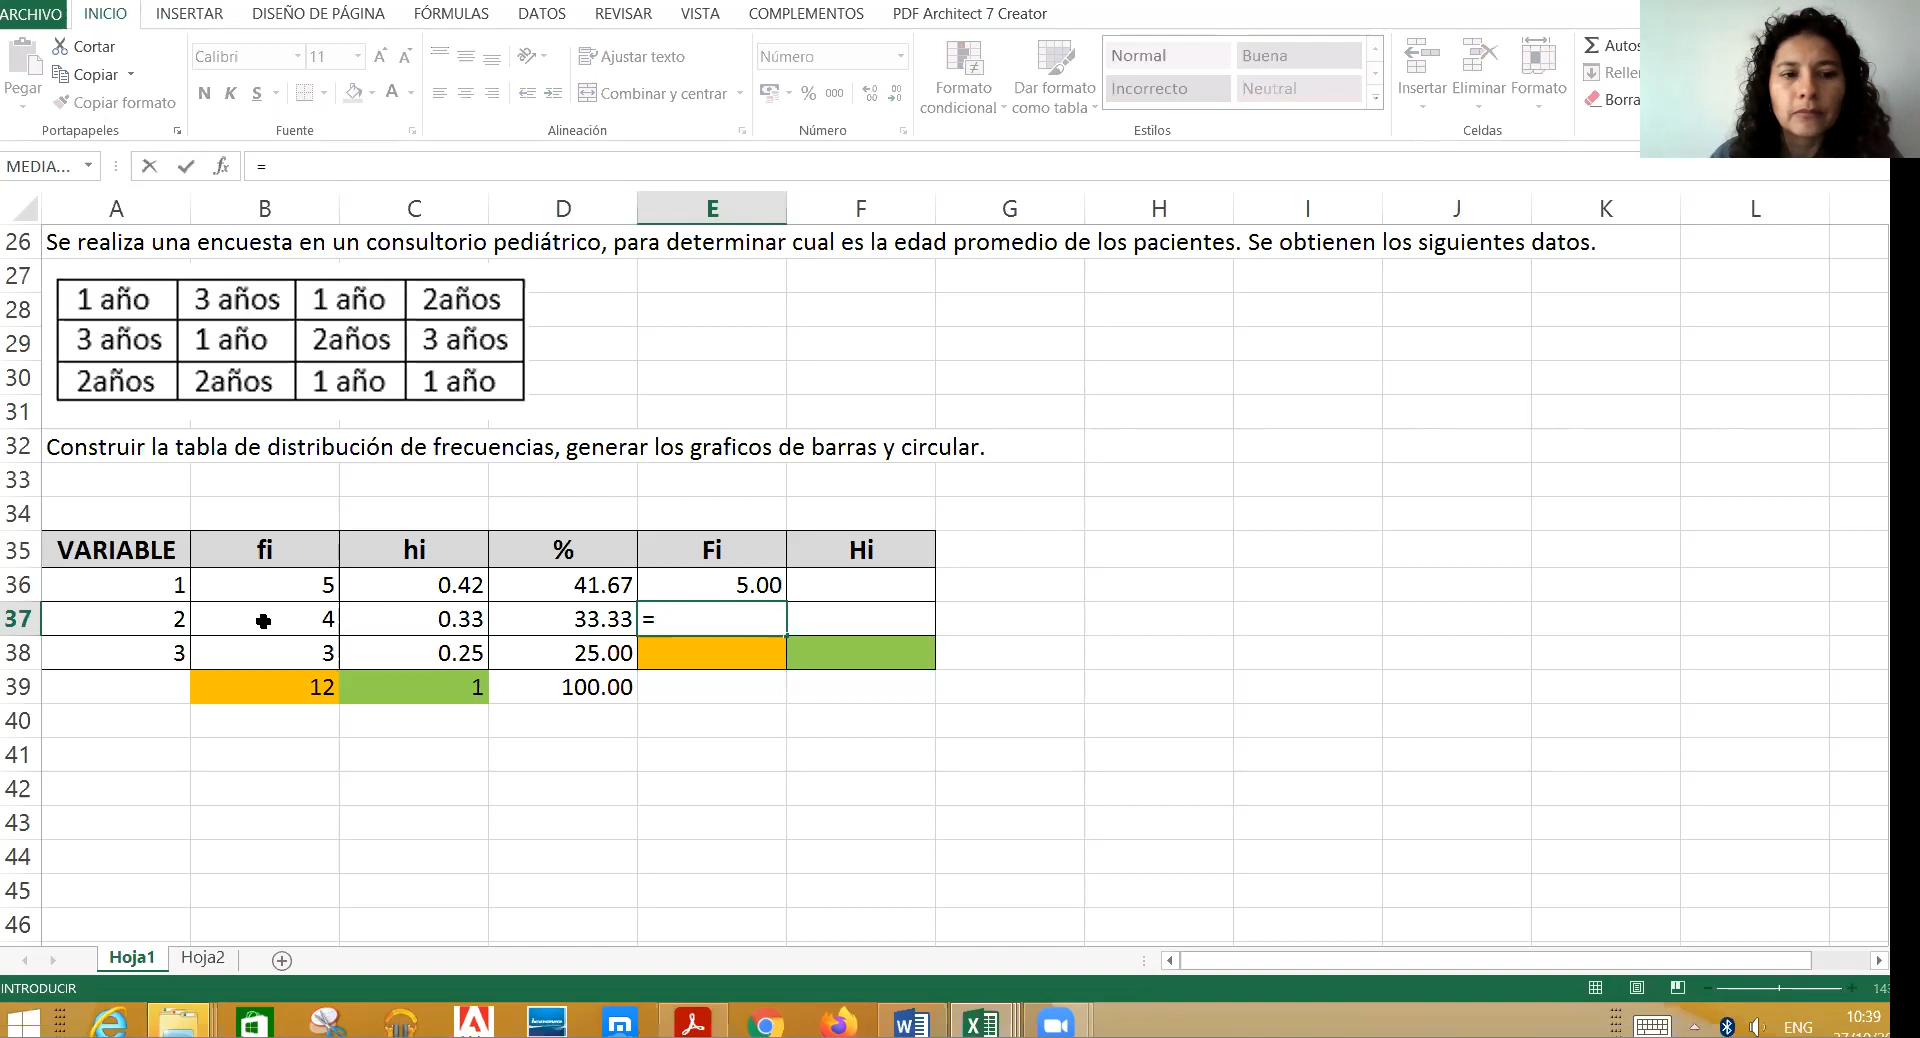 ARCHIVO INICIO INSERTAR DISEÑO DE PÁGINA FÓRMULAS DATOS REVISAR VISTA COMPLEMENTOS PDF Architect 7 Creator
Pegar
Cortar
Copiar
Copiar formato
Portapapeles
Calibri 11
N K S A
Fuente
Ajustar texto
Combinar y centrar
Alineación
Número
% 000
Número
Formato condicional
Dar formato como tabla
Normal Buena
Incorrecto Neutral
Estilos
Insertar Eliminar Formato
Celdas
Autos
Relle
Borra
MEDIA... fx =
A B C D E F G H I J K L
26 Se realiza una encuesta en un consultorio pediátrico, para determinar cual es la edad promedio de los pacientes. Se obtienen los siguientes datos.
27
28 1 año 3 años 1 año 2años
29 3 años 1 año 2años 3 años
30 2años 2años 1 año 1 año
31
32 Construir la tabla de distribución de frecuencias, generar los graficos de barras y circular.
33
34
35 VARIABLE fi hi % Fi Hi
36 1 5 0.42 41.67 5.00
37 2 4 0.33 33.33 =
38 3 3 0.25 25.00
39 12 1 100.00
40
41
42
43
44
45
46
Hoja1 Hoja2
INTRODUCIR
ENG 10:39